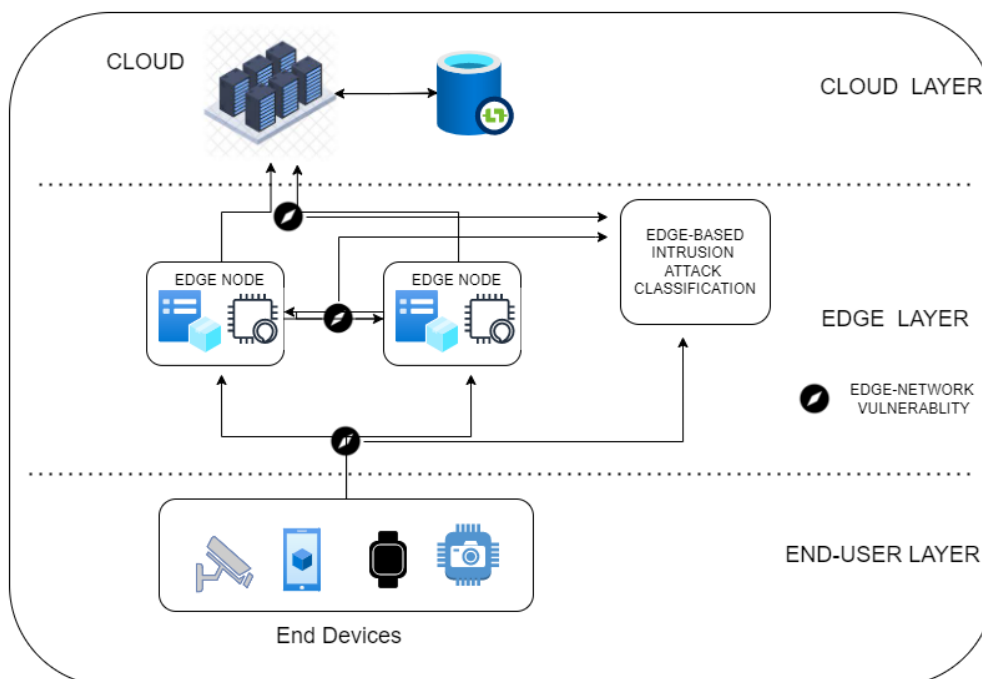 CLOUD
CLOUD LAYER
EDGE-BASED
INTRUSION
ATTACK
CLASSIFICATION
EDGE NODE
EDGE NODE
EDGE LAYER
EDGE-NETWORK
VULNERABLITY
END-USER LAYER
End Devices